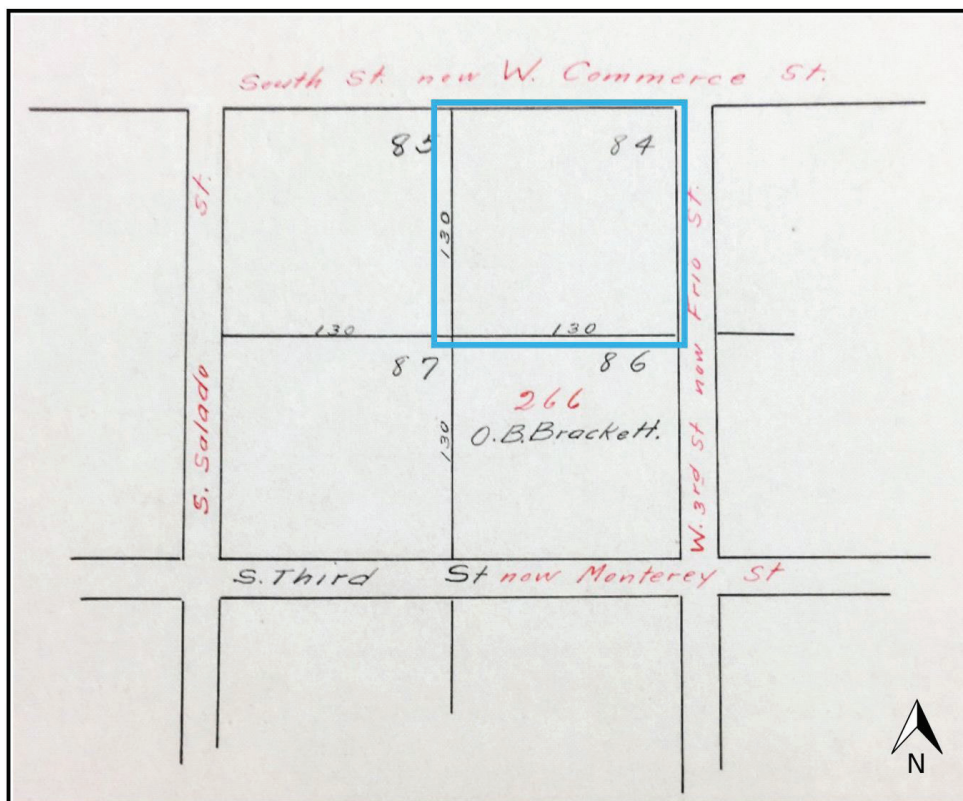 South St. now W. Commerce St.
85
84
130
S. Salado St.
W. 3rd St now Frio St.
130
130
87
86
266
O.B. Brackett.
130
S. Third St now Monterey St
N